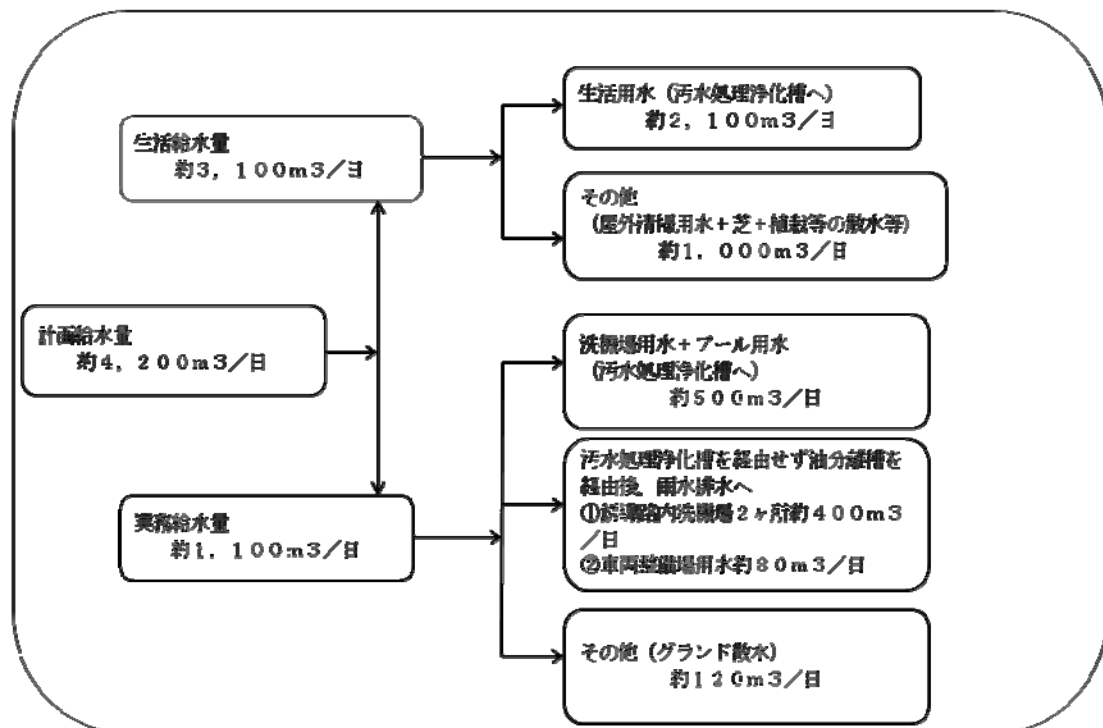 生活用水（汚水処理浄化槽へ）
約２，１００ｍ３／日
生活給水量
約３，１００ｍ３／日
その他
（屋外清掃用水＋芝＋植栽等の散水等）
約１，０００ｍ３／日
計画給水量
約４，２００ｍ３／日
洗機場用水＋プール用水
（汚水処理浄化槽へ）
約５００ｍ３／日
汚水処理浄化槽を経由せず油分離槽を
経由後、雨水排水へ
①誘導路内洗機場２ヶ所約４００ｍ３
／日
②車両整備場用水約８０ｍ３／日
業務給水量
約１，１００ｍ３／日
その他（グランド散水）
約１２０ｍ３／日